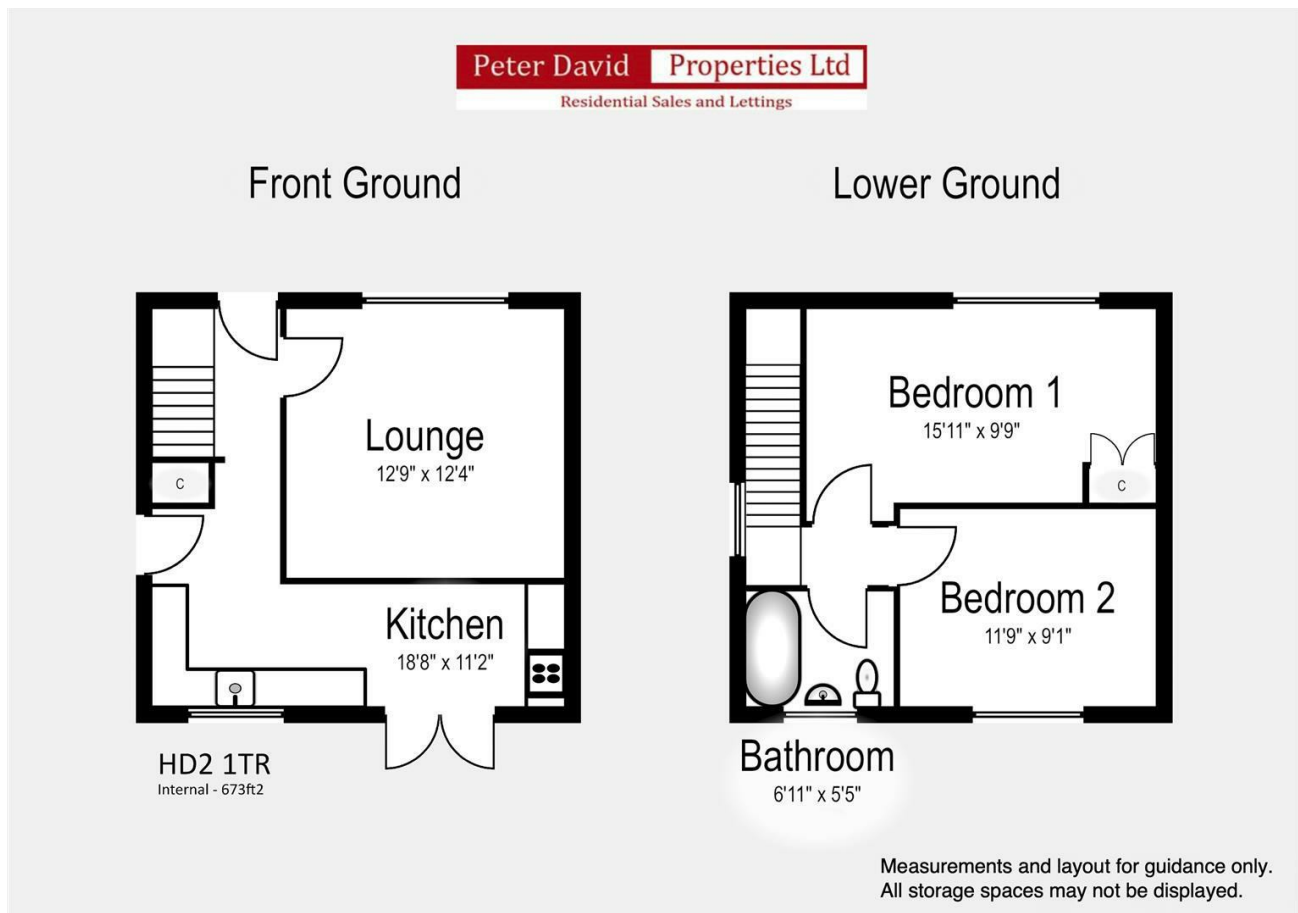 Peter David Properties Ltd
Residential Sales and Lettings
Front Ground
Lower Ground
Lounge
12'9" x 12'4"
C
Kitchen
18'8" x 11'2"
HD2 1TR
Internal - 673ft2
Bedroom 1
15'11" x 9'9"
C
Bedroom 2
11'9" x 9'1"
Bathroom
6'11" x 5'5"
Measurements and layout for guidance only.
All storage spaces may not be displayed.